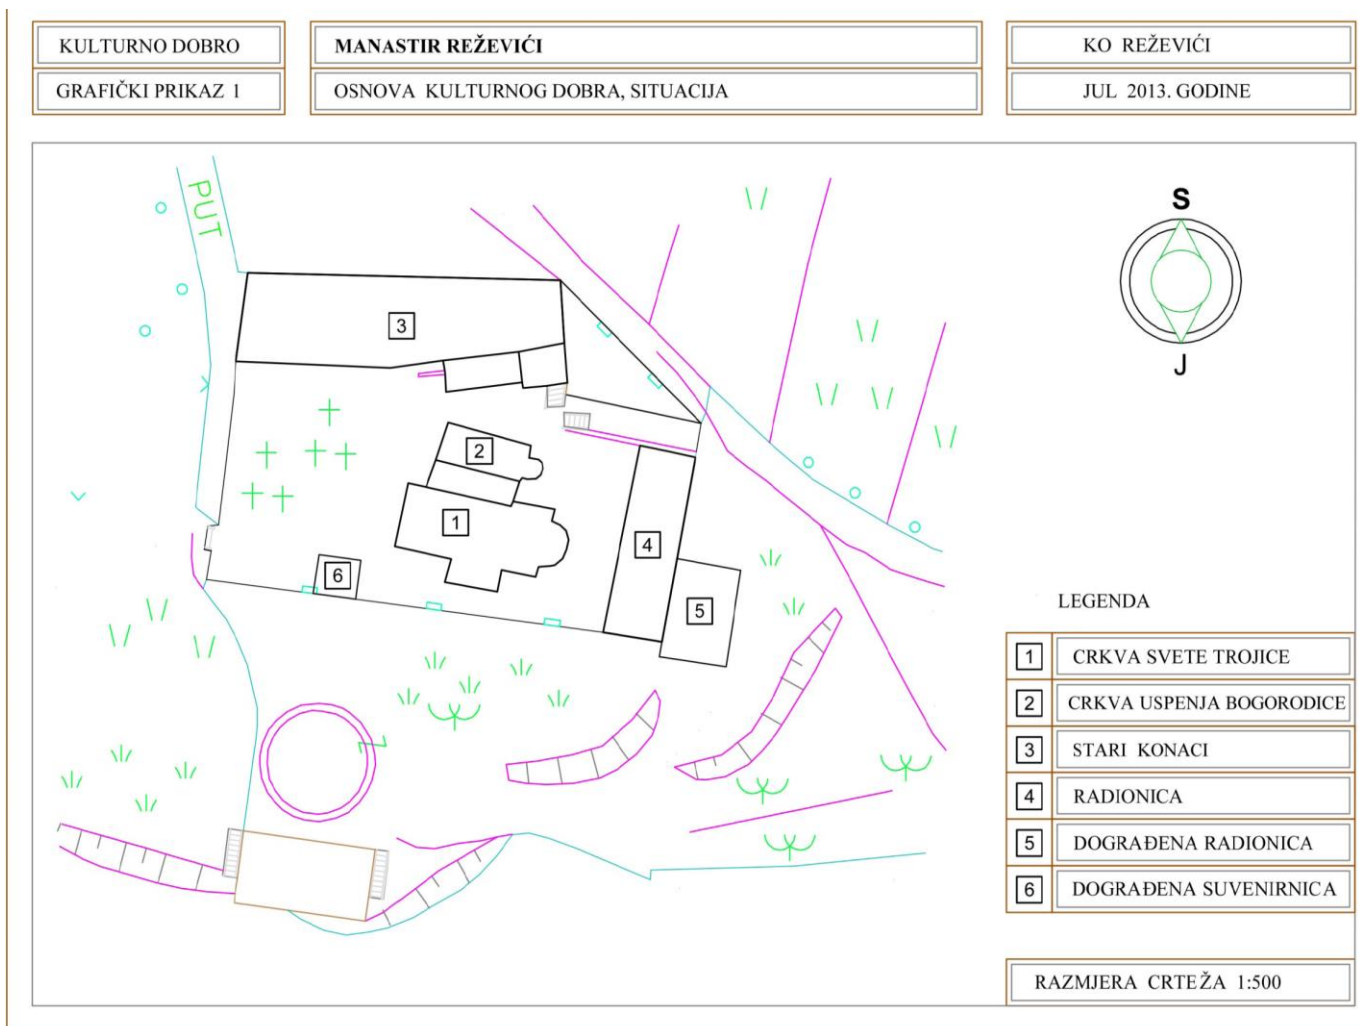 KULTURNO DOBRO
MANASTIR REŽEVIĆI
KO REŽEVIĆI
GRAFIČKI PRIKAZ 1
OSNOVA KULTURNOG DOBRA, SITUACIJA
JUL 2013. GODINE
PUT
S
J
3
2
1
4
6
5
LEGENDA
1 CRKVA SVETE TROJICE
2 CRKVA USPENJA BOGORODICE
3 STARI KONACI
4 RADIONICA
5 DOGRAĐENA RADIONICA
6 DOGRAĐENA SUVENIRNICA
RAZMJERA CRTEŽA 1:500